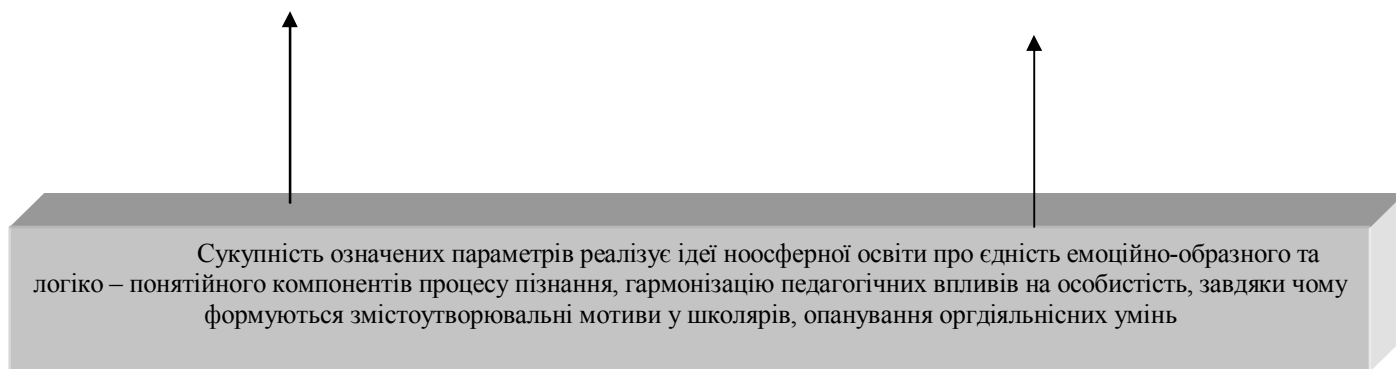 Сукупність означених параметрів реалізує ідеї ноосферної освіти про єдність емоційно-образного та
логіко – понятійного компонентів процесу пізнання, гармонізацію педагогічних впливів на особистість, завдяки чому
формуються змістоутворювальні мотиви у школярів, опанування оргдіяльнісних умінь